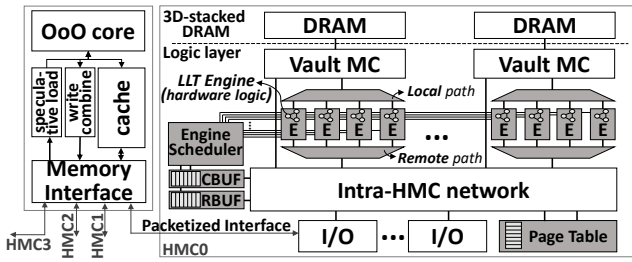 OoO core
specula-
tive load
write
combine
cache
Memory
Interface
HMC3
HMC2
HMC1
3D-stacked
DRAM
Logic layer
DRAM
DRAM
Vault MC
Vault MC
LLT Engine
(hardware logic)
Local path
E E E E ... E E E E
Engine
Scheduler
Remote path
CBUF
RBUF
Intra-HMC network
Packetized Interface
HMC0
I/O ... I/O
Page Table